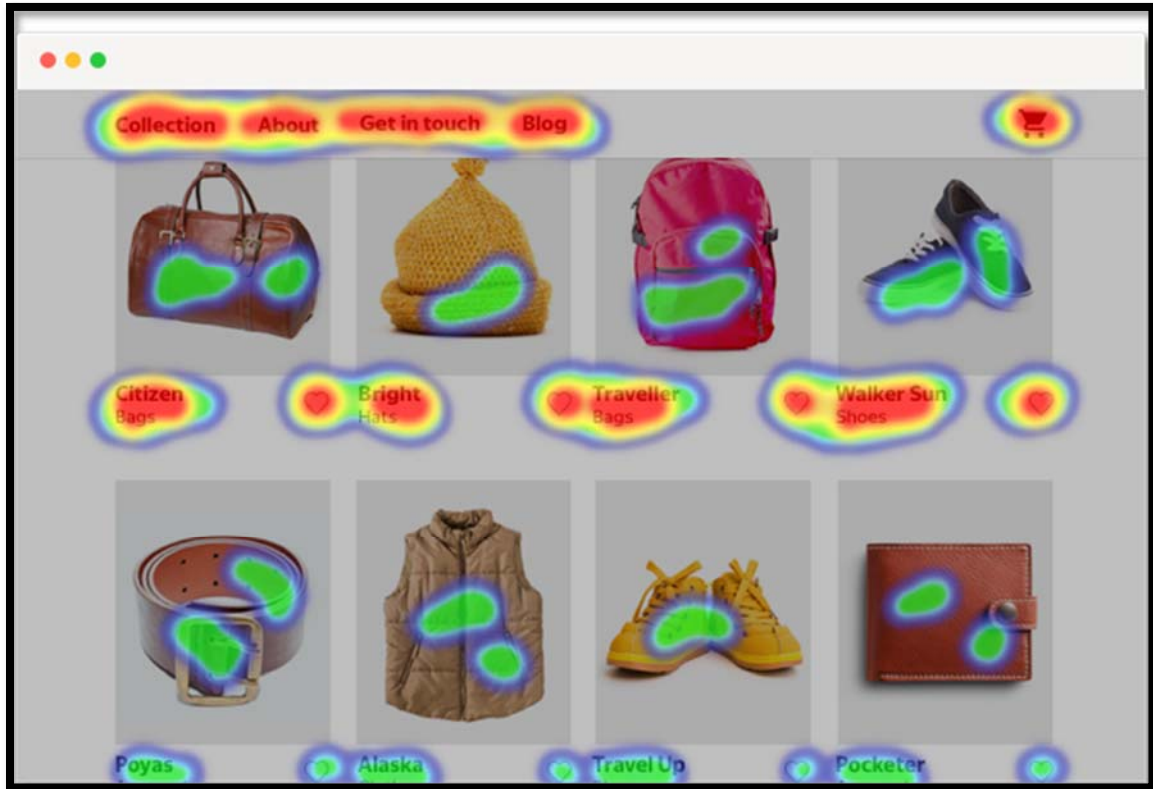 Collection About Get in touch Blog
Citizen Bright Traveller Walker Sun
Bags Hats Bags Shoes
Poyas Alaska Travel Up Pocketer